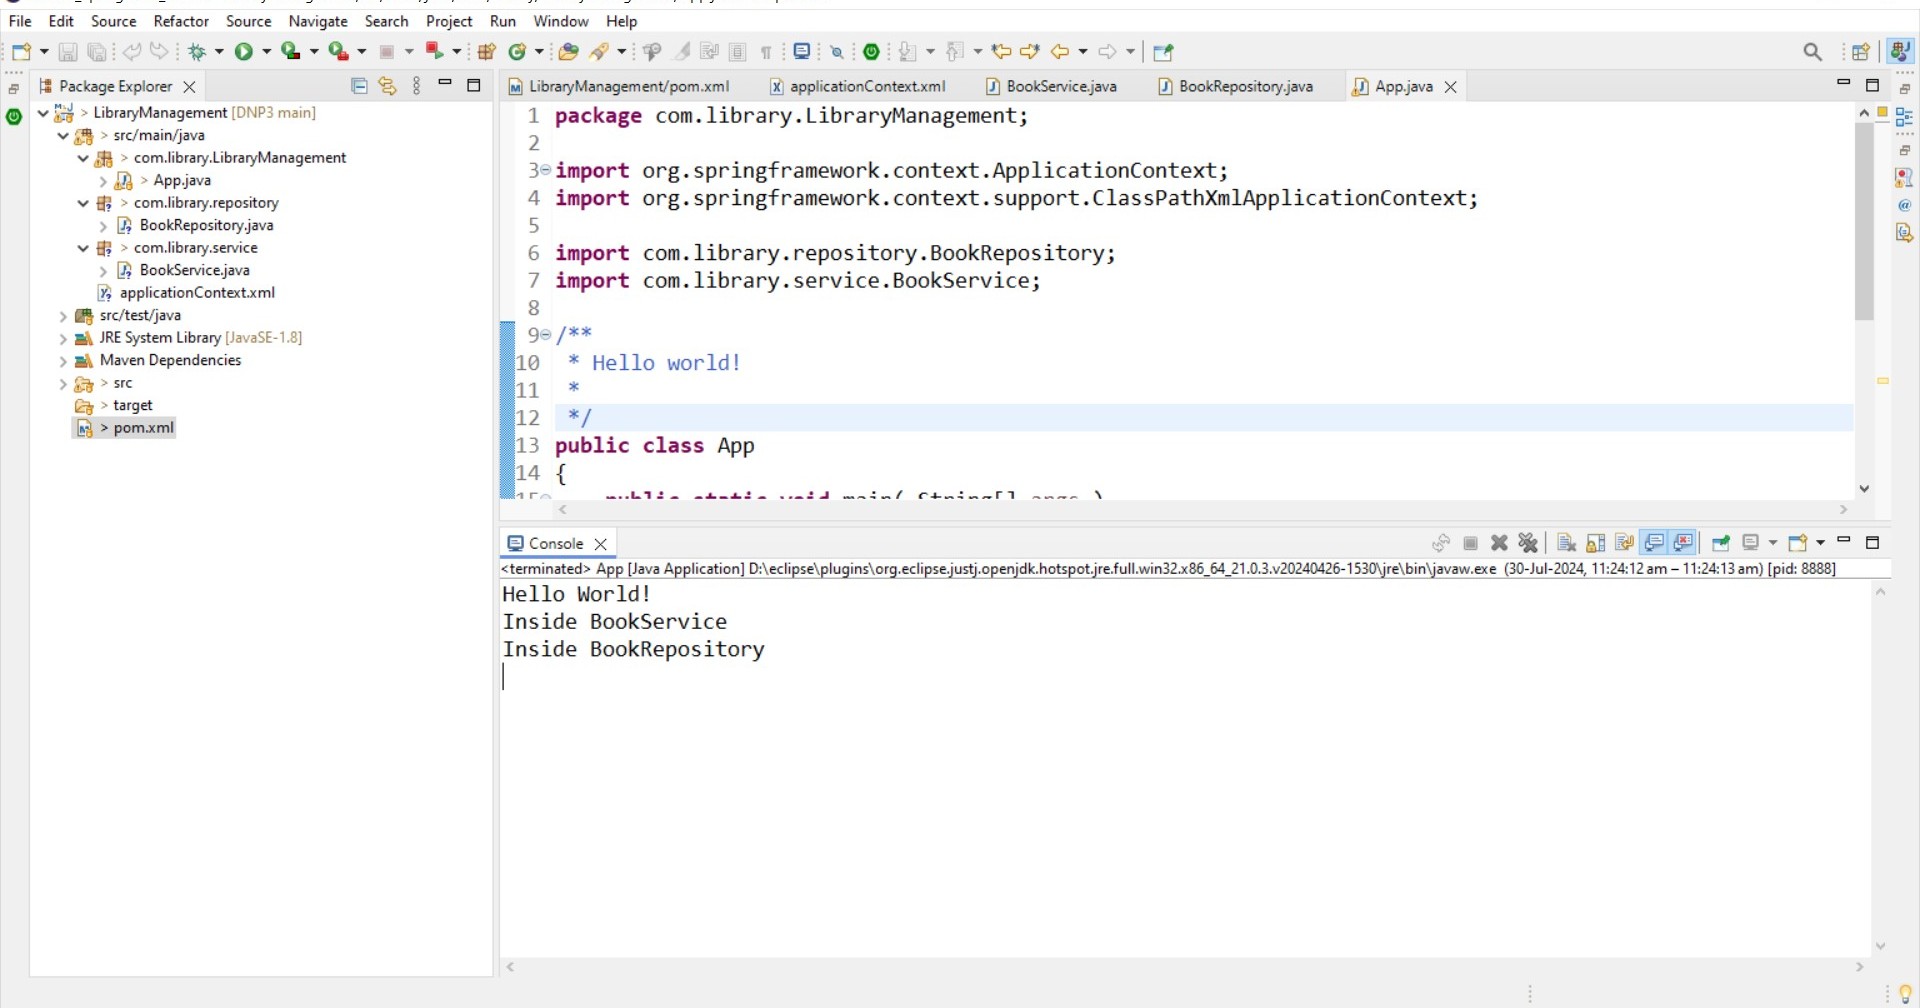 File Edit Source Refactor Source Navigate Search Project Run Window Help
Package Explorer
> LibraryManagement [DNP3 main]
> src/main/java
> com.library.LibraryManagement
> App.java
> com.library.repository
BookRepository.java
> com.library.service
BookService.java
applicationContext.xml
src/test/java
JRE System Library [JavaSE-1.8]
Maven Dependencies
> src
> target
> pom.xml
LibraryManagement/pom.xml applicationContext.xml BookService.java BookRepository.java App.java
1 package com.library.LibraryManagement;
2
3 import org.springframework.context.ApplicationContext;
4 import org.springframework.context.support.ClassPathXmlApplicationContext;
5
6 import com.library.repository.BookRepository;
7 import com.library.service.BookService;
8
9 /**
10 * Hello world!
11 *
12 */
13 public class App
14 {
15 public static void main( String[] args )
Console
<terminated> App [Java Application] D:\eclipse\plugins\org.eclipse.justj.openjdk.hotspot.jre.full.win32.x86_64_21.0.3.v20240426-1530\jre\bin\javaw.exe (30-Jul-2024, 11:24:12 am – 11:24:13 am) [pid: 8888]
Hello World!
Inside BookService
Inside BookRepository